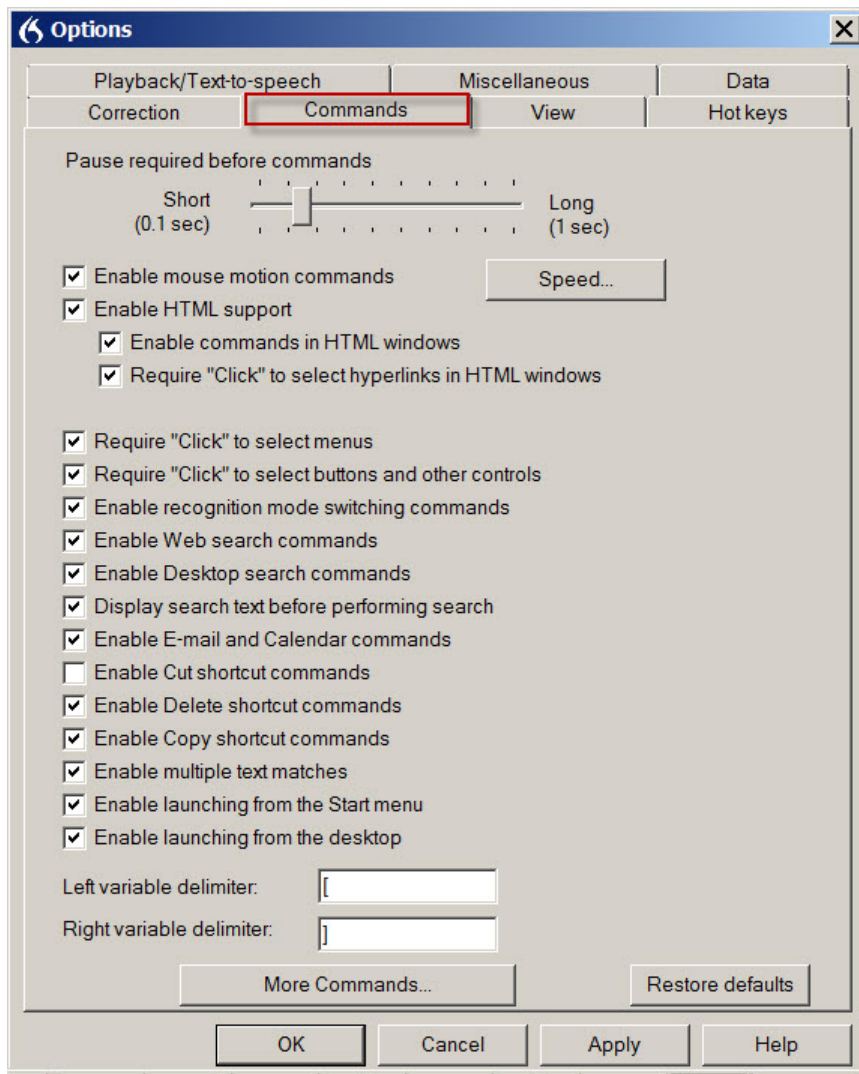 Options
Playback/Text-to-speech Miscellaneous Data
Correction Commands View Hot keys
Pause required before commands
Short Long
(0.1 sec) (1 sec)
Enable mouse motion commands Speed...
Enable HTML support
Enable commands in HTML windows
Require "Click" to select hyperlinks in HTML windows
Require "Click" to select menus
Require "Click" to select buttons and other controls
Enable recognition mode switching commands
Enable Web search commands
Enable Desktop search commands
Display search text before performing search
Enable E-mail and Calendar commands
Enable Cut shortcut commands
Enable Delete shortcut commands
Enable Copy shortcut commands
Enable multiple text matches
Enable launching from the Start menu
Enable launching from the desktop
Left variable delimiter: [
Right variable delimiter: ]
More Commands... Restore defaults
OK Cancel Apply Help